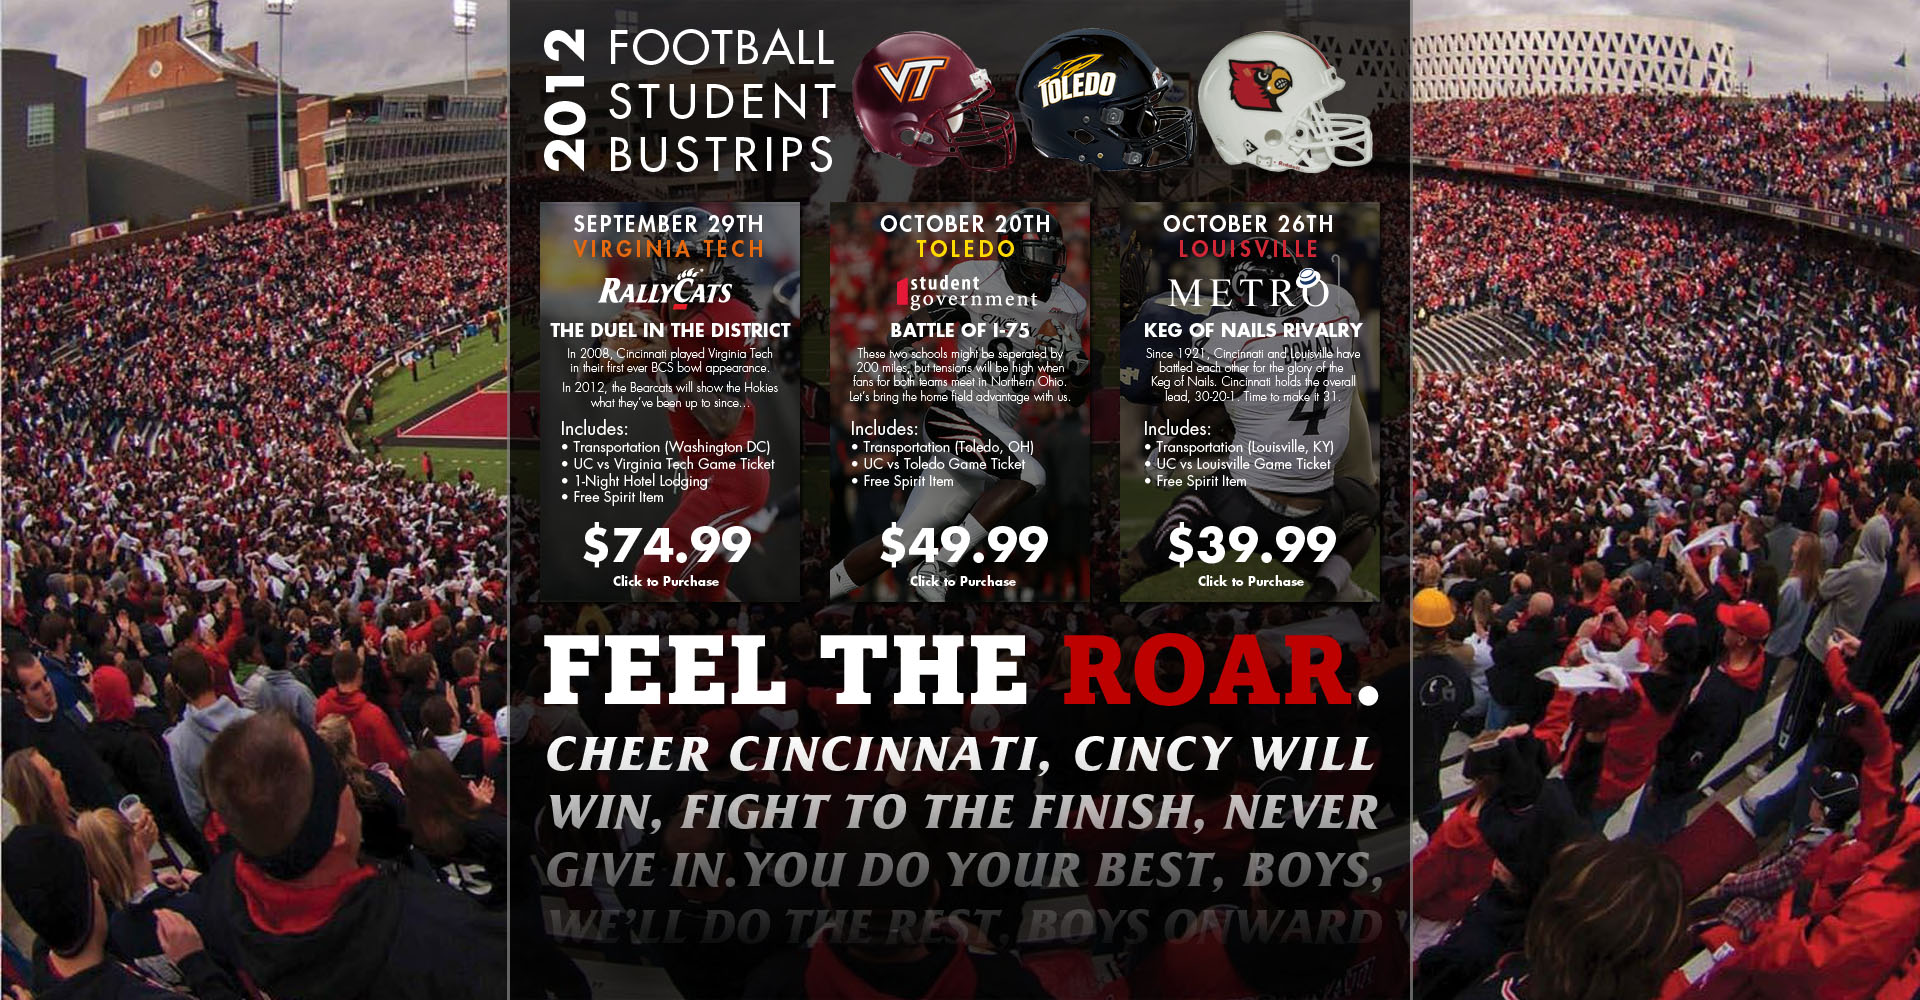 2012
FOOTBALL
STUDENT
BUSTRIPS
VT
TOLEDO
SEPTEMBER 29TH
VIRGINIA TECH
RALLYCATS
THE DUEL IN THE DISTRICT
In 2008, Cincinnati played Virginia Tech
in their first ever BCS bowl appearance.
In 2012, the Bearcats will show the Hokies
what they've been up to since...
Includes:
• Transportation (Washington DC)
• UC vs Virginia Tech Game Ticket
• 1-Night Hotel Lodging
• Free Spirit Item
$74.99
Click to Purchase
OCTOBER 20TH
TOLEDO
student
government
BATTLE OF I-75
These two schools might be seperated by
200 miles, but tensions will be high when
fans for both teams meet in Northern Ohio.
Let's bring the home field advantage with us.
Includes:
• Transportation (Toledo, OH)
• UC vs Toledo Game Ticket
• Free Spirit Item
$49.99
Click to Purchase
OCTOBER 26TH
LOUISVILLE
METRO
KEG OF NAILS RIVALRY
Since 1921, Cincinnati and Louisville have
battled each other for the glory of the
Keg of Nails. Cincinnati holds the overall
lead, 30-20-1. Time to make it 31.
Includes:
• Transportation (Louisville, KY)
• UC vs Louisville Game Ticket
• Free Spirit Item
$39.99
Click to Purchase
4
FEEL THE ROAR.
CHEER CINCINNATI, CINCY WILL
WIN, FIGHT TO THE FINISH, NEVER
GIVE IN. YOU DO YOUR BEST, BOYS,
WE'LL DO THE REST, BOYS ONWARD